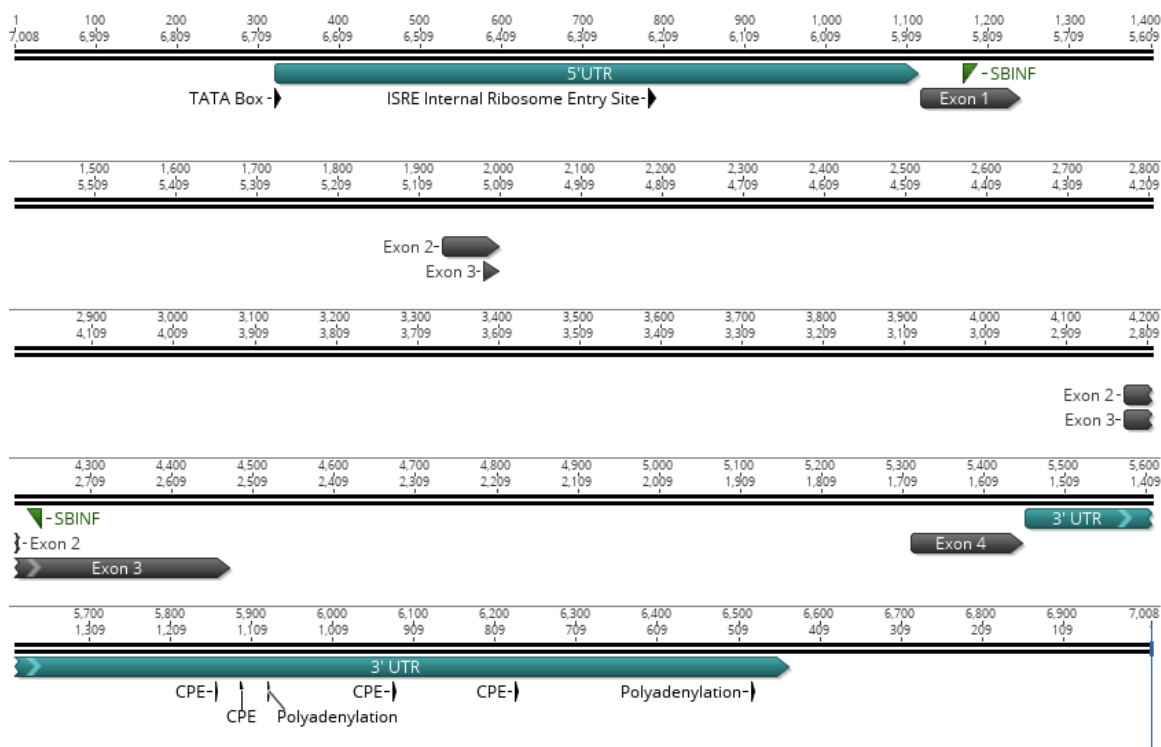 1 100 200 300 400 500 600 700 800 900 1,000 1,100 1,200 1,300 1,400
7,008 6,909 6,809 6,709 6,609 6,509 6,409 6,309 6,209 6,109 6,009 5,909 5,809 5,709 5,609
5'UTR
SBINF
TATA Box
ISRE Internal Ribosome Entry Site
Exon 1
1,500 1,600 1,700 1,800 1,900 2,000 2,100 2,200 2,300 2,400 2,500 2,600 2,700 2,800
5,509 5,409 5,309 5,209 5,109 5,009 4,909 4,809 4,709 4,609 4,509 4,409 4,309 4,209
Exon 2
Exon 3
2,900 3,000 3,100 3,200 3,300 3,400 3,500 3,600 3,700 3,800 3,900 4,000 4,100 4,200
4,109 4,009 3,909 3,809 3,709 3,609 3,509 3,409 3,309 3,209 3,109 3,009 2,909 2,809
Exon 2
Exon 3
4,300 4,400 4,500 4,600 4,700 4,800 4,900 5,000 5,100 5,200 5,300 5,400 5,500 5,600
2,709 2,609 2,509 2,409 2,309 2,209 2,109 2,009 1,909 1,809 1,709 1,609 1,509 1,409
SBINF
3' UTR
Exon 2
Exon 4
Exon 3
5,700 5,800 5,900 6,000 6,100 6,200 6,300 6,400 6,500 6,600 6,700 6,800 6,900 7,008
1,309 1,209 1,109 1,009 909 809 709 609 509 409 309 209 109
3' UTR
CPE
CPE
CPE
Polyadenylation
CPE
Polyadenylation